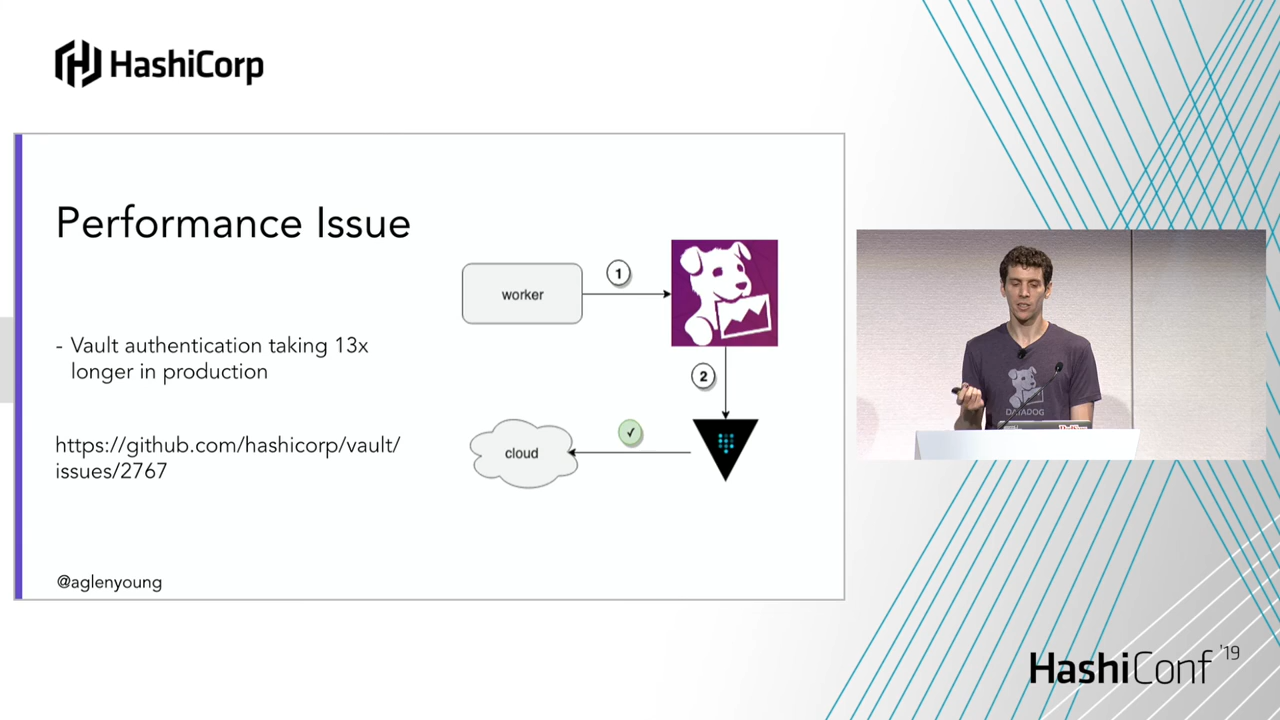 HashiCorp
Performance Issue
worker
1
- Vault authentication taking 13x
longer in production
2
✓
cloud
https://github.com/hashicorp/vault/
issues/2767
@aglenyoung
DATADOG
HashiConf '19